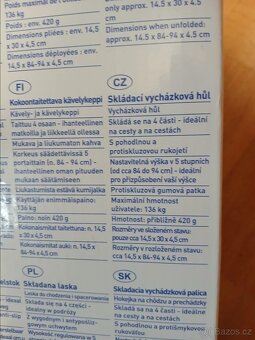 136 kg
Poids : env. 420 g
Dimensions pliées : env. 14,5
x 30 x 4,5 cm
Dimensions déployées : env.
14,5 x 84-94 x 4,5 cm
only approx. 14.5 x 30 x 4.5
cm
Dimensions when unfolded:
approx. 14.5 x 84-94 x 4.5 cm
FI
Kokoontaitettava kävelykeppi
Kävely- ja kävelykeppi
Taittuu 4 osaan - ihanteellinen
matkoilla ja liikkeellä ollessa
Mukava ja liukumaton kahva
Korkeus säädettävissä 5
portaittain (n. 84 - 94 cm) -
ihanteellinen oman pituuden
mukaan säätämiseen
Liukastumista estävä kumijalka
Käyttäjän enimmäispaino:
136 kg
Paino: noin 420 g
Kokonaismitat taitettuna: n. 14,5
x 30 x 4,5 cm
Kokonaismitat auki: n. 14,5 x
84-94 x 4,5 cm
CZ
Skládací vycházková hůl
Vycházková hůl
Skládá se na 4 části - ideální
na cesty a na cestách
S pohodlnou a
protiskluzovou rukojetí
Nastavitelná výška v 5 stupních
(od cca 84 do 94 cm) - ideální
pro přizpůsobení vaší výšce
Protiskluzová gumová patka
Maximální hmotnost
uživatele:
136 kg
Hmotnost: přibližně 420 g
Rozměry v složeném stavu:
pouze cca 14,5 x 30 x 4,5 cm
Rozměry v rozloženém stavu:
cca 14,5 x 84-94 x 4,5 cm
PL
Składana laska
Laska do chodzenia i spacerowania
Składa się na 4 części -
idealny w podróży
Z wygodnym i antypoślizgowym
uchwytem
SK
Skladacia vychádzková palica
Hokejka na chôdzu a prechádzky
Skladá sa na 4 časti - ideálne
na cesty a na cestách
S pohodlnou a protišmykovou
rukoväťou